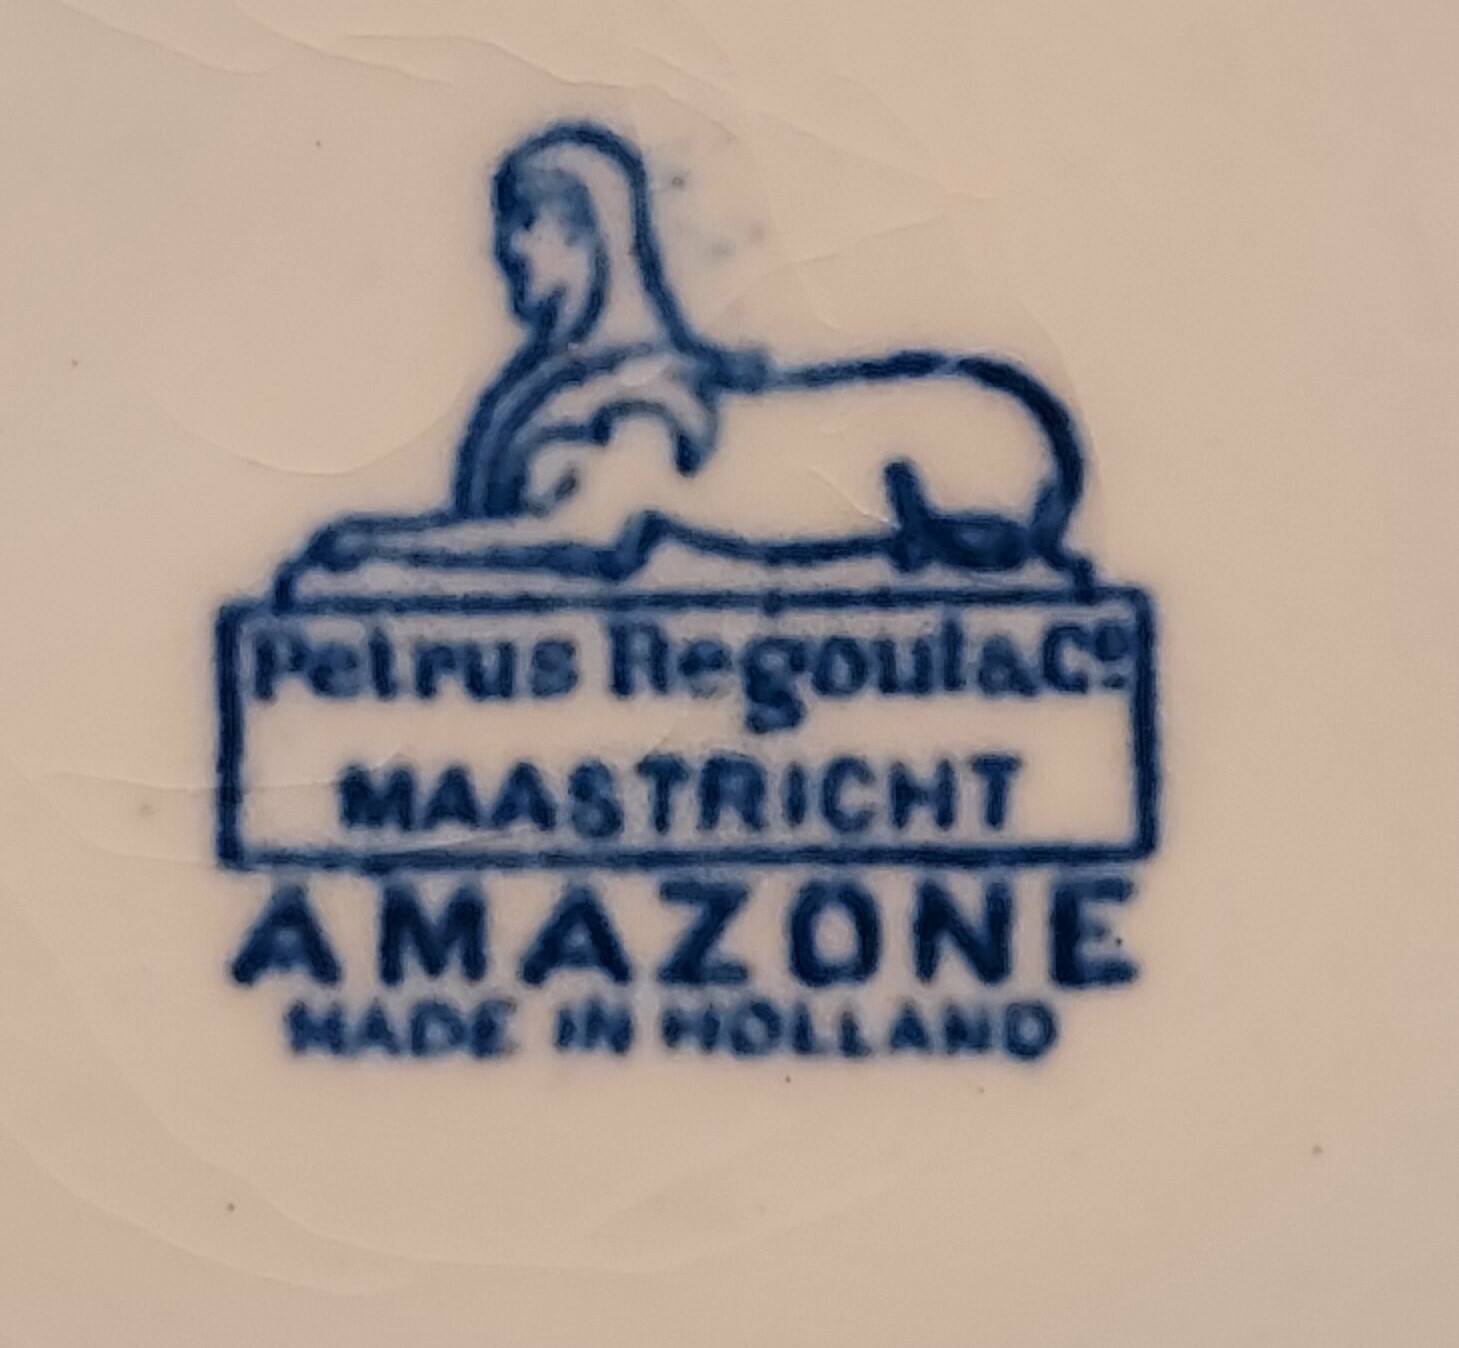 Petrus Regout & Co.
MAASTRICHT
AMAZONE
MADE IN HOLLAND